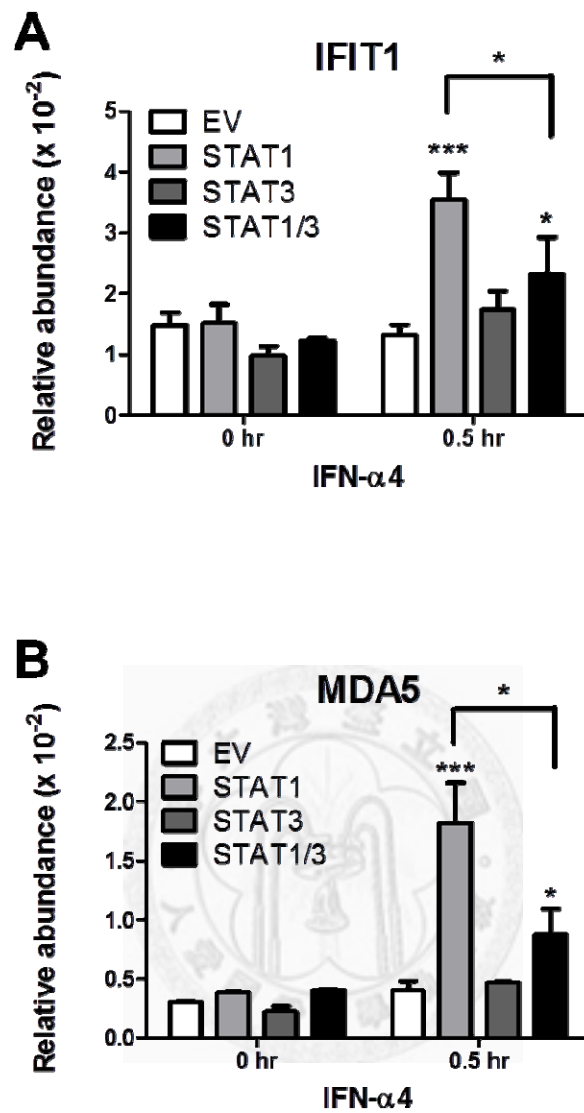 A
IFIT1
*
Relative abundance (x 10⁻²)
5
4
3
2
1
0
EV
STAT1
STAT3
STAT1/3
***
*
0 hr
0.5 hr
IFN-α4
B
MDA5
*
Relative abundance (x 10⁻²)
2.5
2.0
1.5
1.0
0.5
0.0
EV
STAT1
STAT3
STAT1/3
***
*
0 hr
0.5 hr
IFN-α4